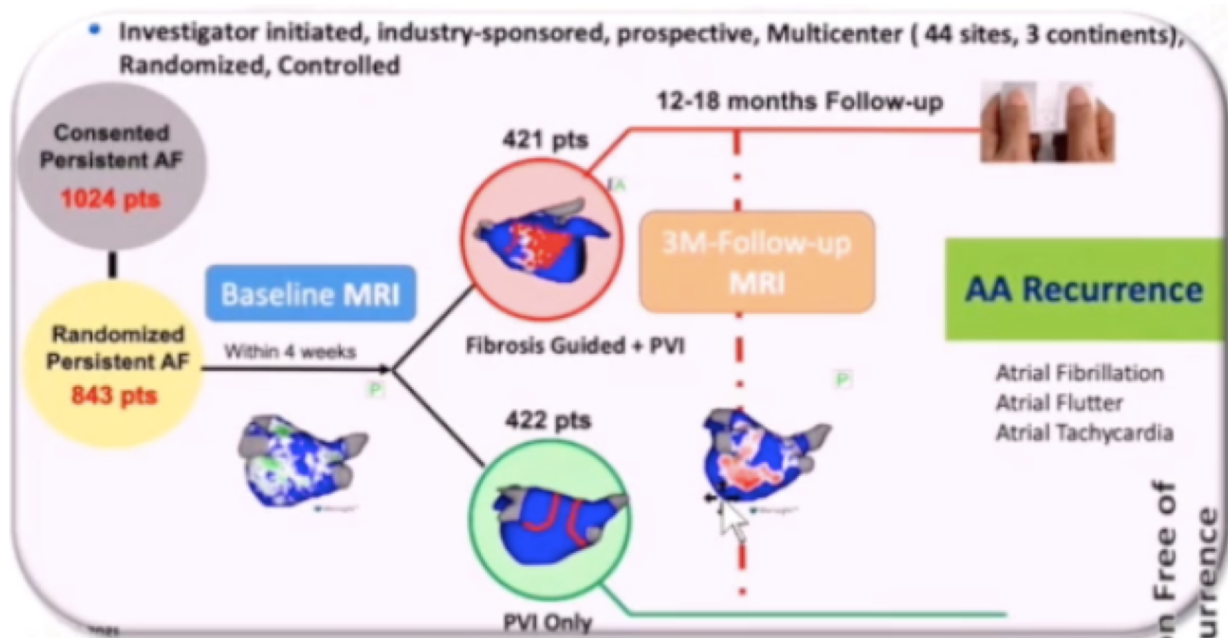 Investigator initiated, industry-sponsored, prospective, Multicenter ( 44 sites, 3 continents),
Randomized, Controlled
12-18 months Follow-up
Consented
Persistent AF
1024 pts
421 pts
3M-Follow-up
MRI
Baseline MRI
AA Recurrence
Randomized
Persistent AF
843 pts
Within 4 weeks
Fibrosis Guided + PVI
P
P
Atrial Fibrillation
Atrial Flutter
Atrial Tachycardia
422 pts
PVI Only
Free of